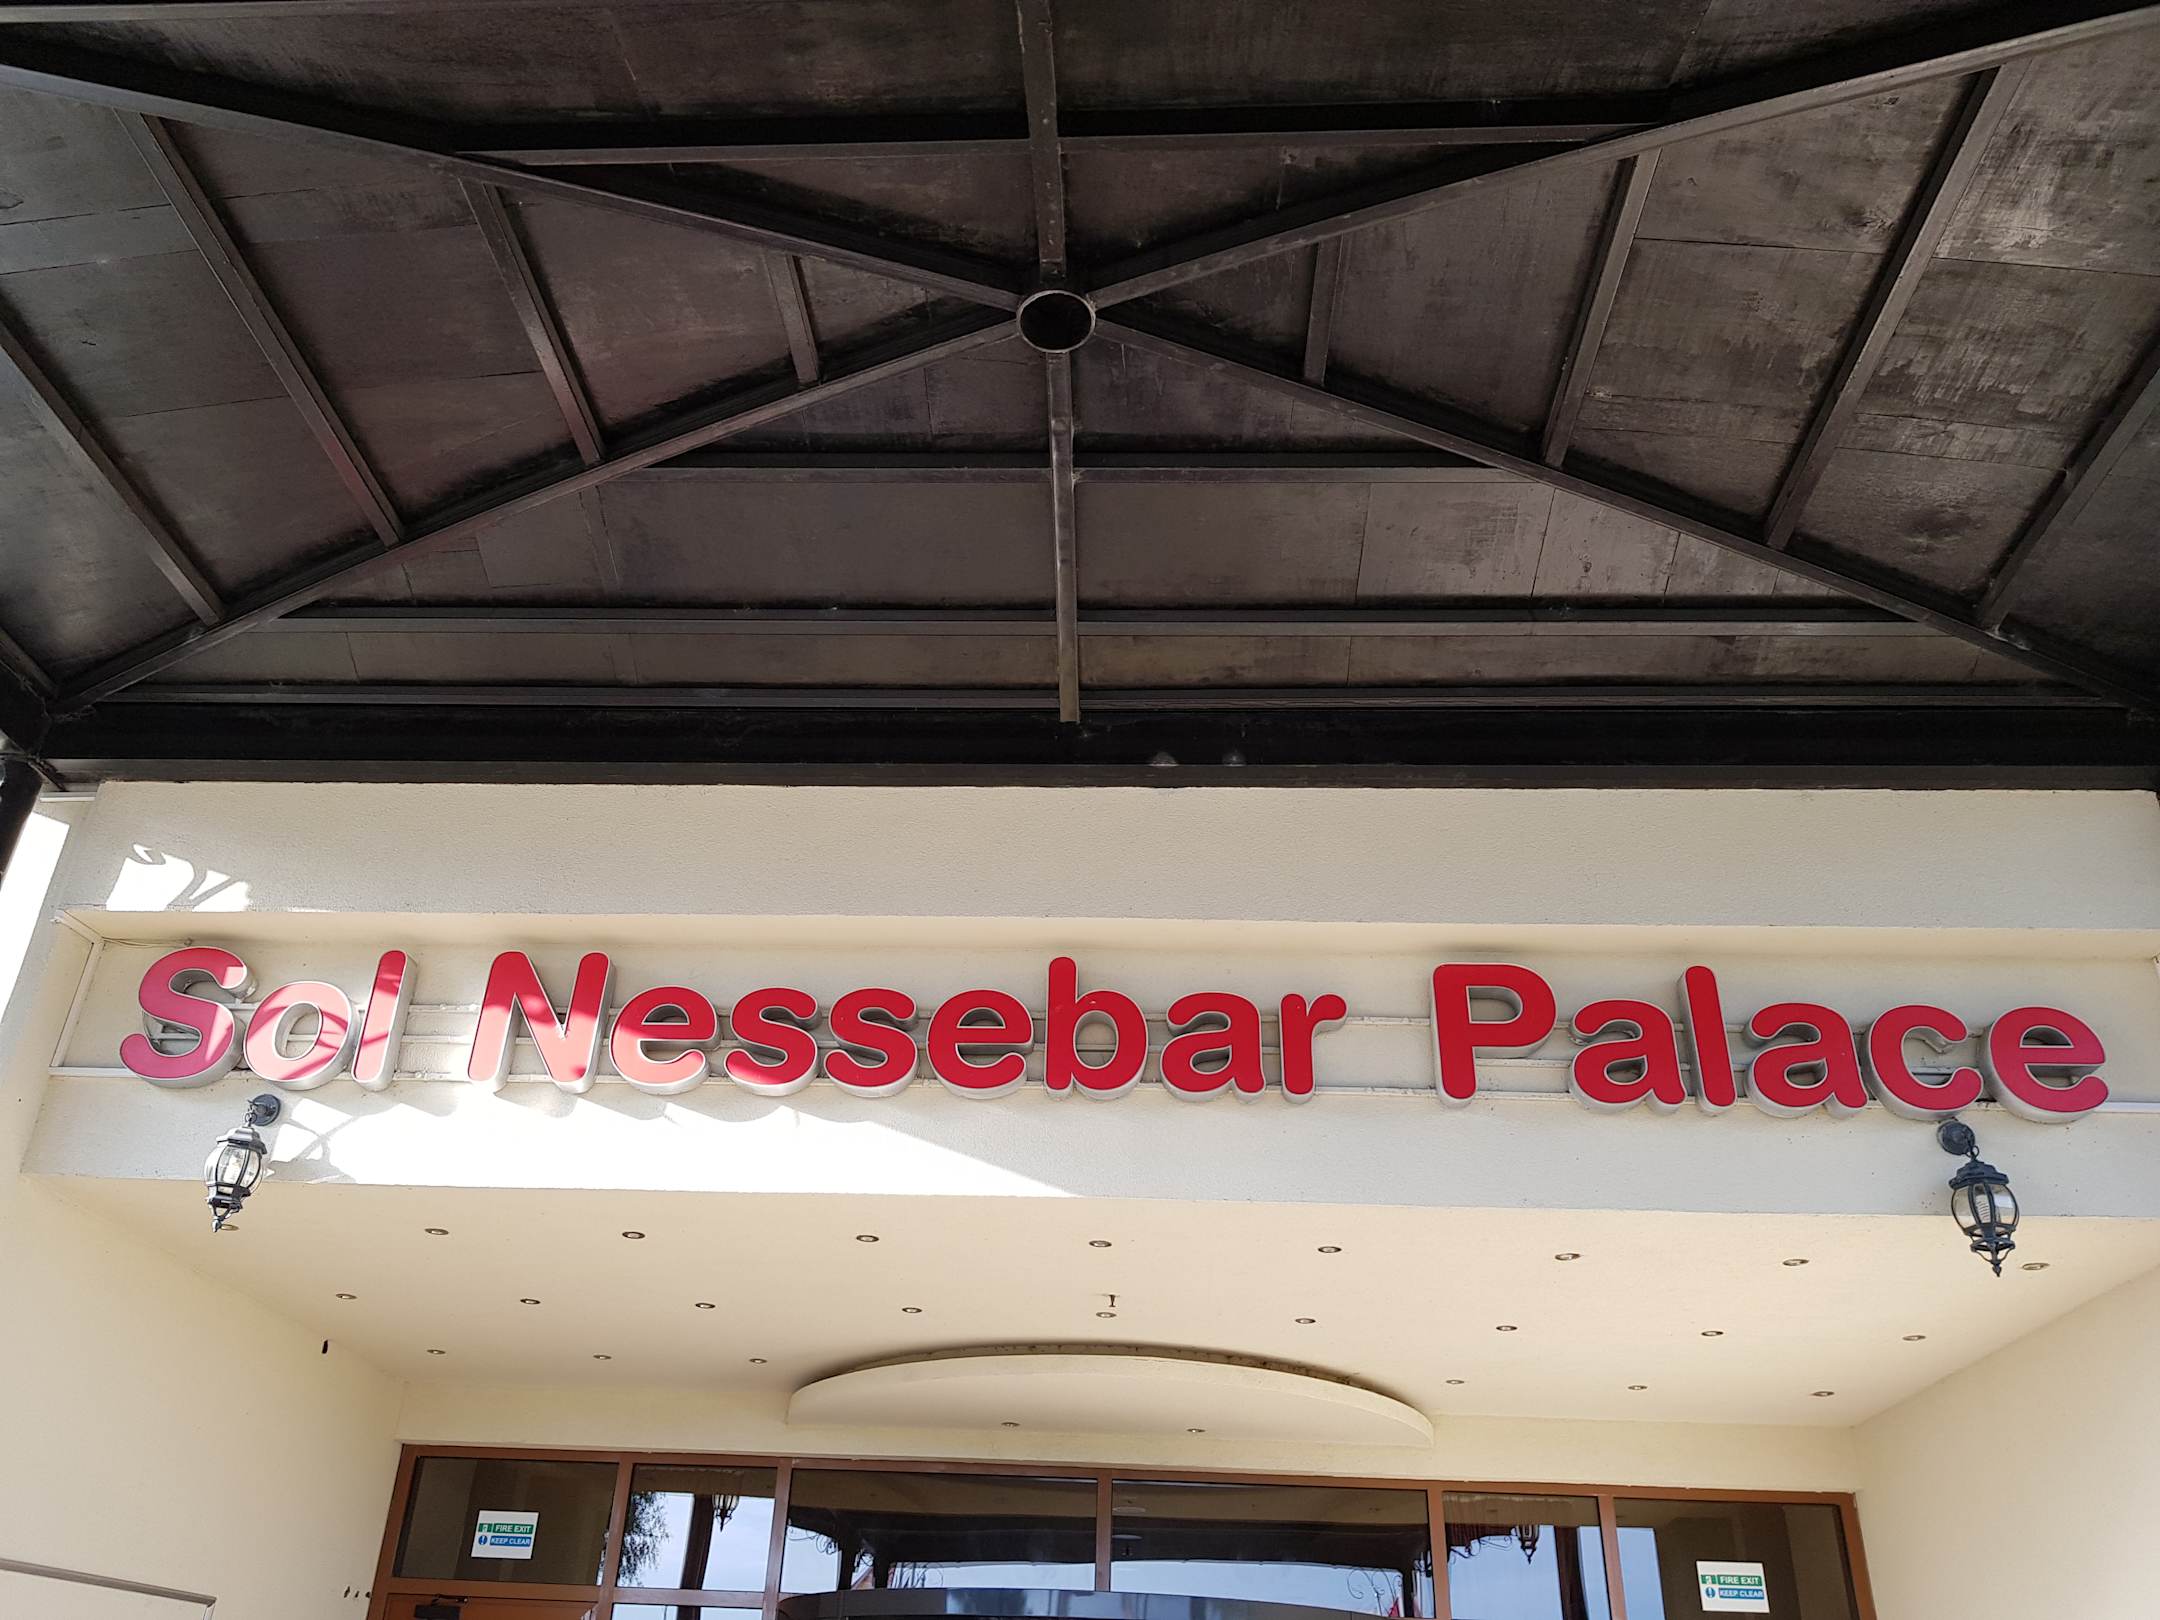 Sol Nessebar Palace
FIRE EXIT
KEEP CLEAR
FIRE EXIT
KEEP CLEAR